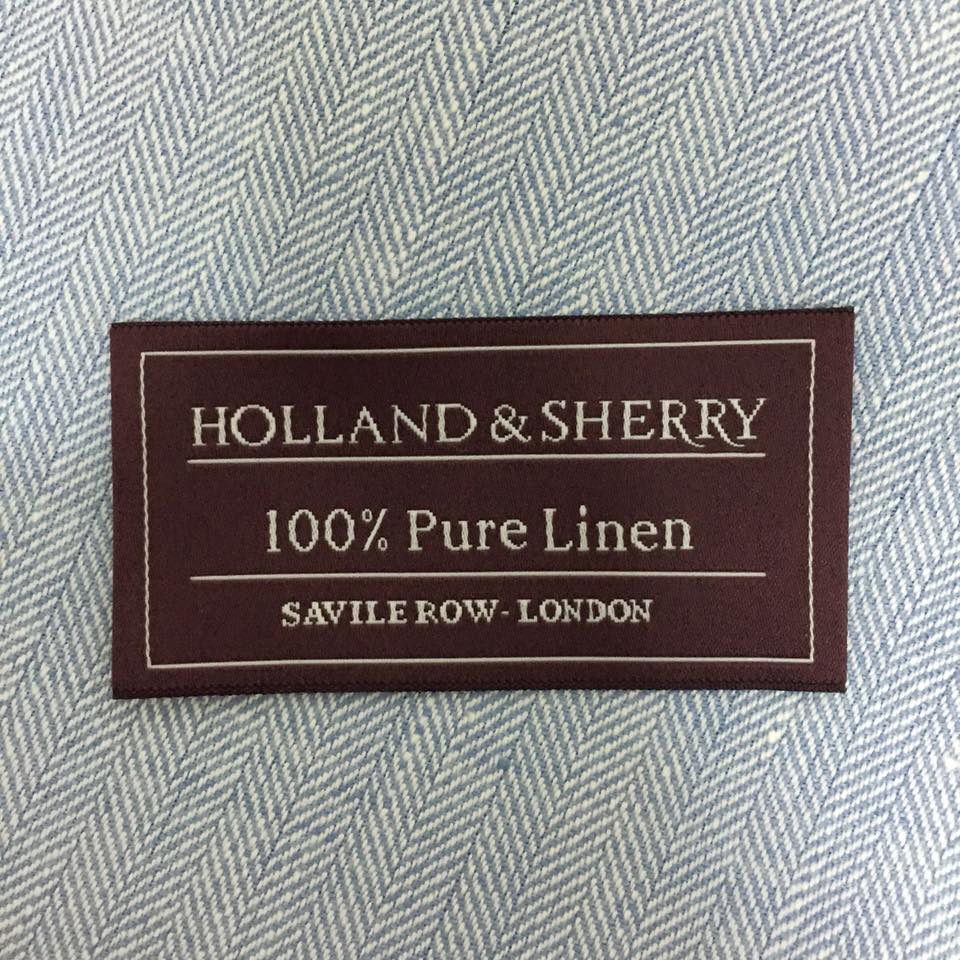 HOLLAND & SHERRY
100% Pure Linen
SAVILE ROW - LONDON